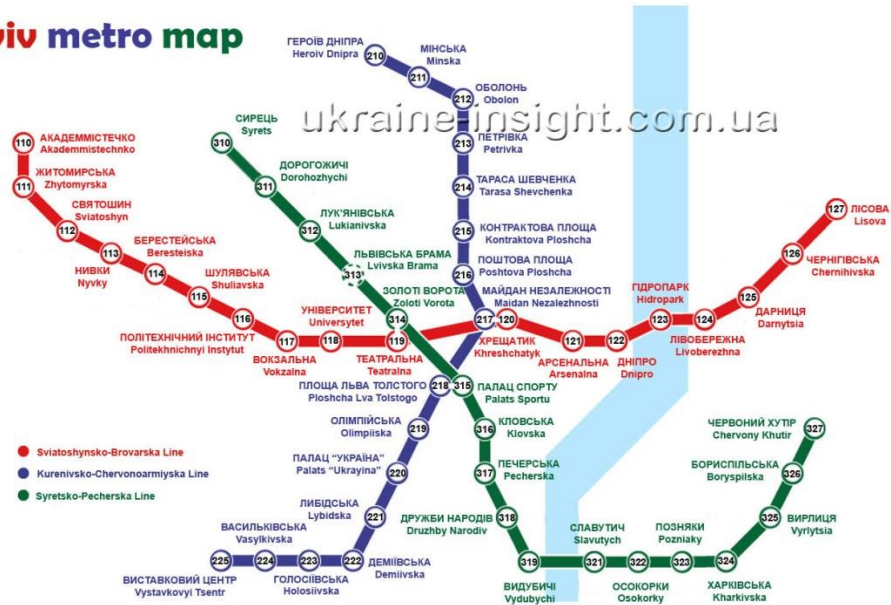 viv metro map
ukraine-insight.com.ua
110
АКАДЕММІСТЕЧКО
Akademmistechnko
111
ЖИТОМИРСЬКА
Zhytomyrska
112
СВЯТОШИН
Sviatoshyn
113
НИВКИ
Nyvky
114
БЕРЕСТЕЙСЬКА
Beresteiska
115
ШУЛЯВСЬКА
Shuliavska
116
ПОЛІТЕХНІЧНИЙ ІНСТИТУТ
Politekhnichnyi Instytut
117
ВОКЗАЛЬНА
Vokzalna
118
УНІВЕРСИТЕТ
Universytet
119
ТЕАТРАЛЬНА
Teatralna
120
ХРЕЩАТИК
Khreshchatyk
121
АРСЕНАЛЬНА
Arsenalna
122
ДНІПРО
Dnipro
123
ГІДРОПАРК
Hidropark
124
ЛІВОБЕРЕЖНА
Livoberezhna
125
ДАРНИЦЯ
Darnytsia
126
ЧЕРНІГІВСЬКА
Chernihivska
127
ЛІСОВА
Lisova
210
ГЕРОЇВ ДНІПРА
Heroiv Dnipra
211
МІНСЬКА
Minska
212
ОБОЛОНЬ
Obolon
213
ПЕТРІВКА
Petrivka
214
ТАРАСА ШЕВЧЕНКА
Tarasa Shevchenka
215
КОНТРАКТОВА ПЛОЩА
Kontraktova Ploshcha
216
ПОШТОВА ПЛОЩА
Poshtova Ploshcha
217
МАЙДАН НЕЗАЛЕЖНОСТІ
Maidan Nezalezhnosti
218
ПЛОЩА ЛЬВА ТОЛСТОГО
Ploshcha Lva Tolstogo
219
ОЛІМПІЙСЬКА
Olimpiiska
220
ПАЛАЦ "УКРАЇНА"
Palats "Ukrayina"
221
ЛИБІДСЬКА
Lybidska
222
ДЕМІЇВСЬКА
Demiivska
223
ГОЛОСІЇВСЬКА
Holosiivska
224
ВАСИЛЬКІВСЬКА
Vasylkivska
225
ВИСТАВКОВИЙ ЦЕНТР
Vystavkovyi Tsentr
310
СИРЕЦЬ
Syrets
311
ДОРОГОЖИЧІ
Dorohozhychi
312
ЛУК'ЯНІВСЬКА
Lukianivska
313
ЛЬВІВСЬКА БРАМА
Lvivska Brama
314
ЗОЛОТІ ВОРОТА
Zoloti Vorota
315
ПАЛАЦ СПОРТУ
Palats Sportu
316
КЛОВСЬКА
Klovska
317
ПЕЧЕРСЬКА
Pecherska
318
ДРУЖБИ НАРОДІВ
Druzhby Narodiv
319
ВИДУБИЧІ
Vydubychi
321
СЛАВУТИЧ
Slavutych
322
ОСОКОРКИ
Osokorky
323
ПОЗНЯКИ
Pozniaky
324
ХАРКІВСЬКА
Kharkivska
325
ВИРЛИЦЯ
Vyrlytsia
326
БОРИСПІЛЬСЬКА
Boryspilska
327
ЧЕРВОНИЙ ХУТІР
Chervony Khutir
Sviatoshynsko-Brovarska Line
Kurenivsko-Chervonoarmiyska Line
Syretsko-Pecherska Line